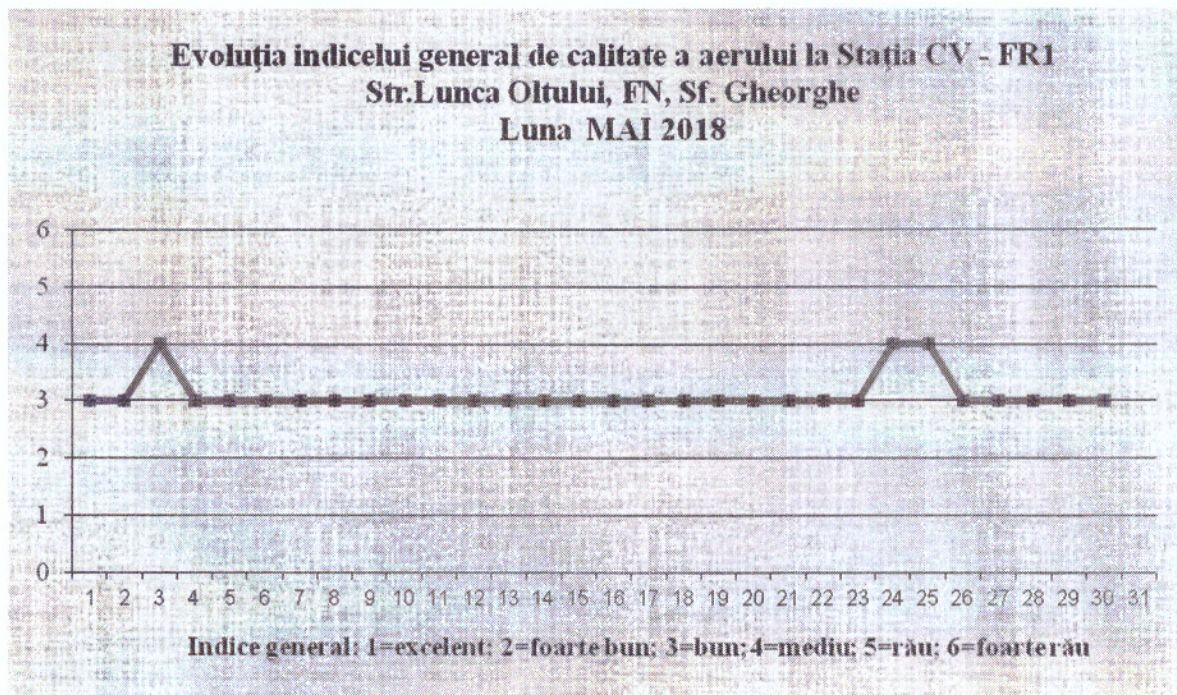 Evoluția indicelui general de calitate a aerului la Stația CV - FR1
Str.Lunca Oltului, FN, Sf. Gheorghe
Luna MAI 2018
6
5
4
3
2
1
0
1 2 3 4 5 6 7 8 9 10 11 12 13 14 15 16 17 18 19 20 21 22 23 24 25 26 27 28 29 30 31
Indice general: 1=excelent; 2=foarte bun; 3=bun; 4=mediu; 5=rău; 6=foarte rău